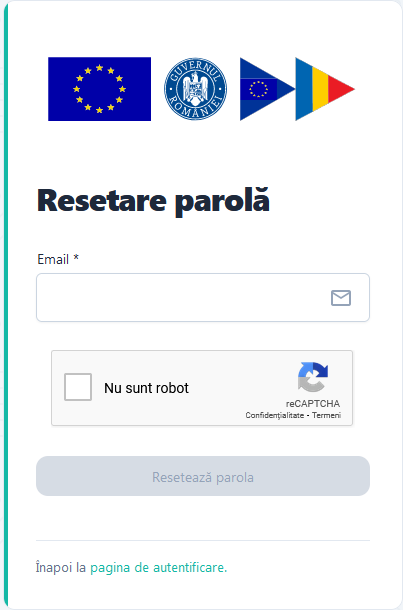 GUVERNUL
ROMÂNIEI
Resetare parolă
Email *
Nu sunt robot
reCAPTCHA
Confidențialitate - Termeni
Resetează parola
Înapoi la pagina de autentificare.